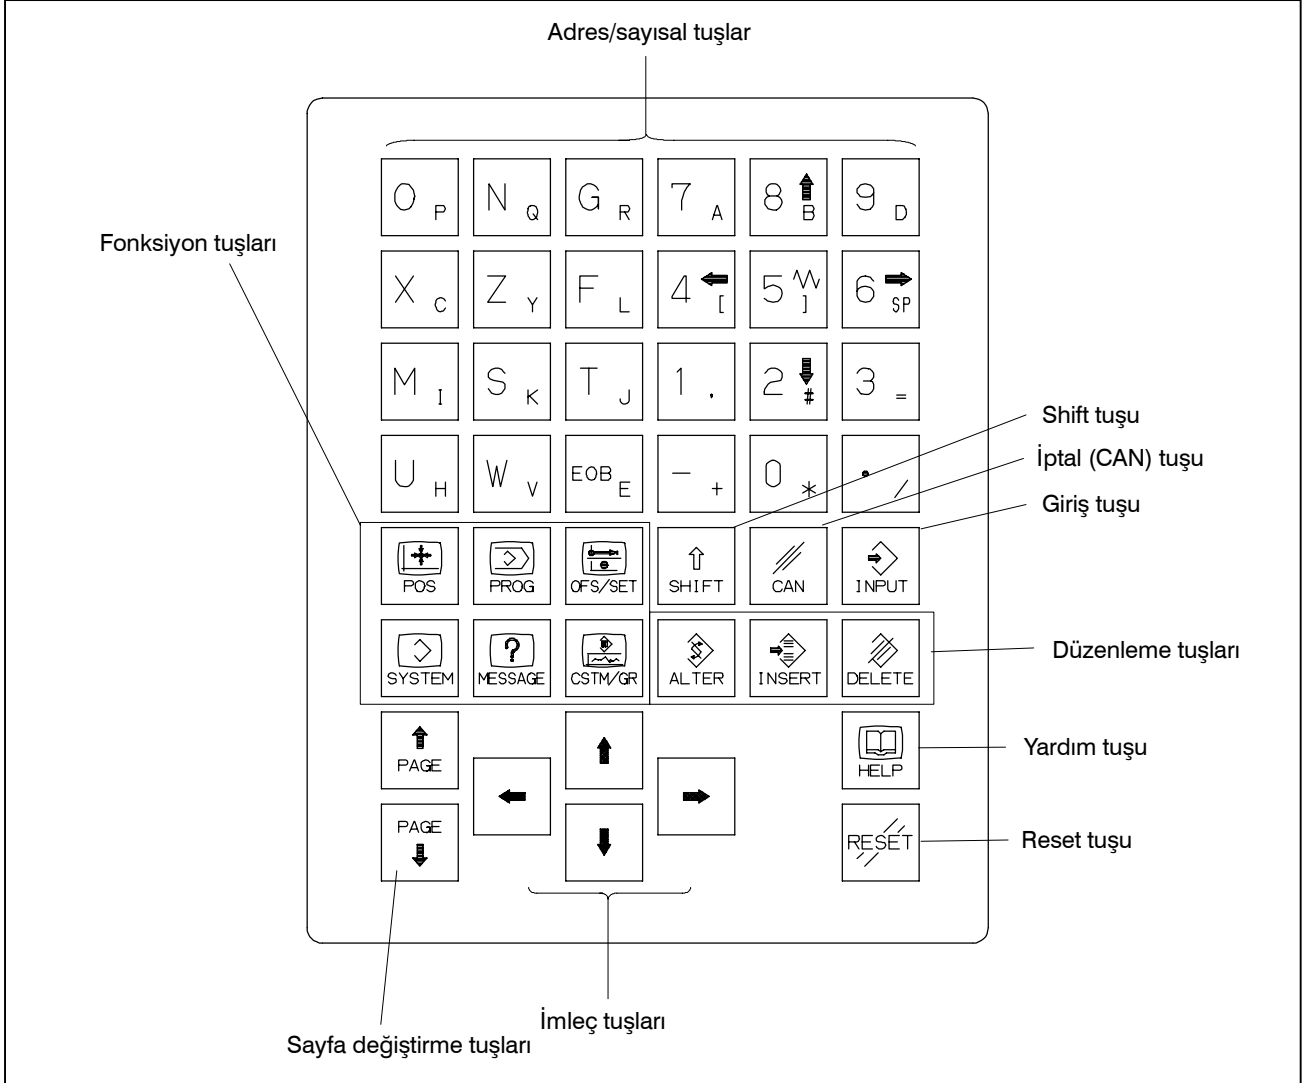 Adres/sayısal tuşlar
O P N Q G R 7 A 8 B 9 D
Fonksiyon tuşları
X C Z Y F L 4 [ 5 ] 6 SP
M I S K T J 1 , 2 # 3 =
Shift tuşu
İptal (CAN) tuşu
U H W V EOB E - + 0 * . /
Giriş tuşu
POS PROG OFS/SET SHIFT CAN INPUT
Düzenleme tuşları
SYSTEM MESSAGE CSTM/GR ALTER INSERT DELETE
PAGE HELP
Yardım tuşu
PAGE RESET
Reset tuşu
İmleç tuşları
Sayfa değiştirme tuşları